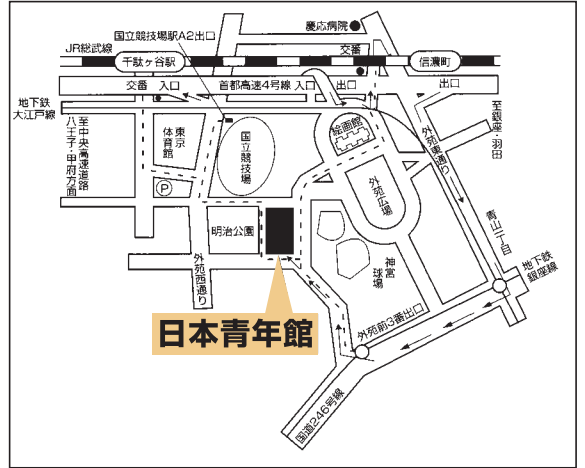 慶応病院
国立競技場駅A2出口
交番
JR総武線
千駄ヶ谷駅
信濃町
交番
入口
首都高速4号線
入口
出口
出口
地下鉄
大江戸線
至中央高速道路
八王子・甲府方面
東京
体育館
国立競技場
絵画館
外苑東通り
至銀座・羽田
P
外苑広場
青山一丁目
明治公園
外苑西通り
神宮
球場
地下鉄
銀座線
日本青年館
外苑前3番出口
国道246号線